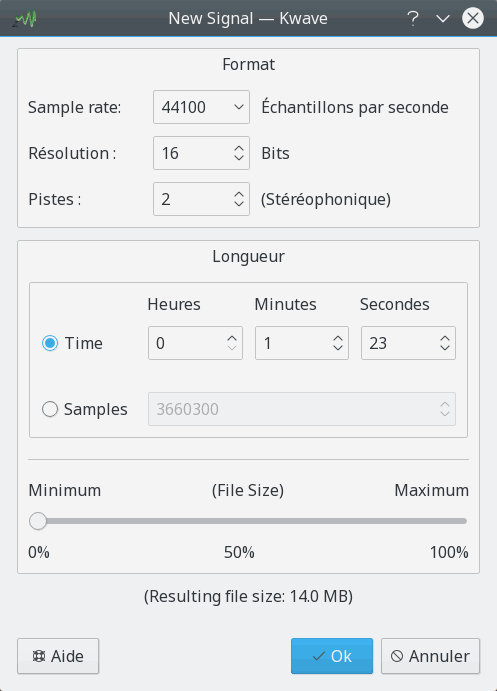 New Signal — Kwave
Format
Sample rate: 44100 Échantillons par seconde
Résolution : 16 Bits
Pistes : 2 (Stéréophonique)
Longueur
Heures Minutes Secondes
Time 0 1 23
Samples 3660300
Minimum (File Size) Maximum
0% 50% 100%
(Resulting file size: 14.0 MB)
Aide Ok Annuler